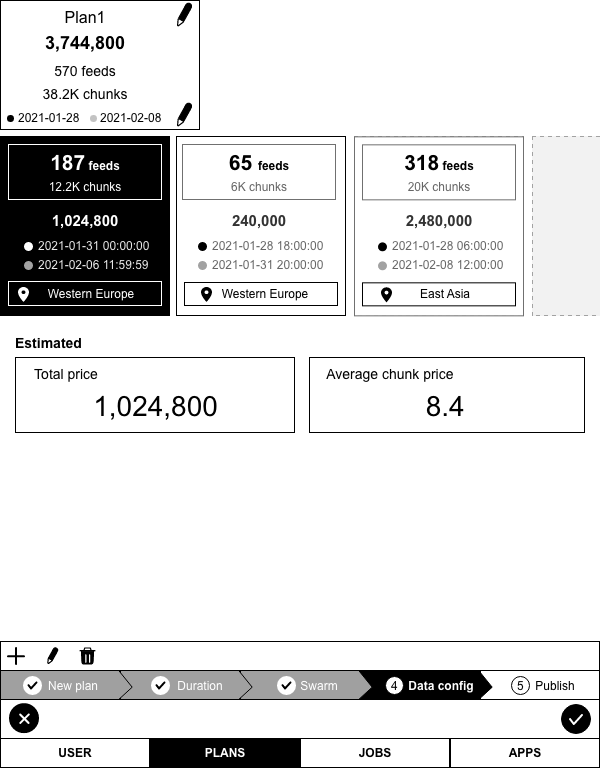 Plan1
3,744,800
570 feeds
38.2K chunks
2021-01-28 2021-02-08
187 feeds
12.2K chunks
1,024,800
2021-01-31 00:00:00
2021-02-06 11:59:59
Western Europe
65 feeds
6K chunks
240,000
2021-01-28 18:00:00
2021-01-31 20:00:00
Western Europe
318 feeds
20K chunks
2,480,000
2021-01-28 06:00:00
2021-02-08 12:00:00
East Asia
Estimated
Total price
1,024,800
Average chunk price
8.4
New plan Duration Swarm 4 Data config 5 Publish
USER PLANS JOBS APPS